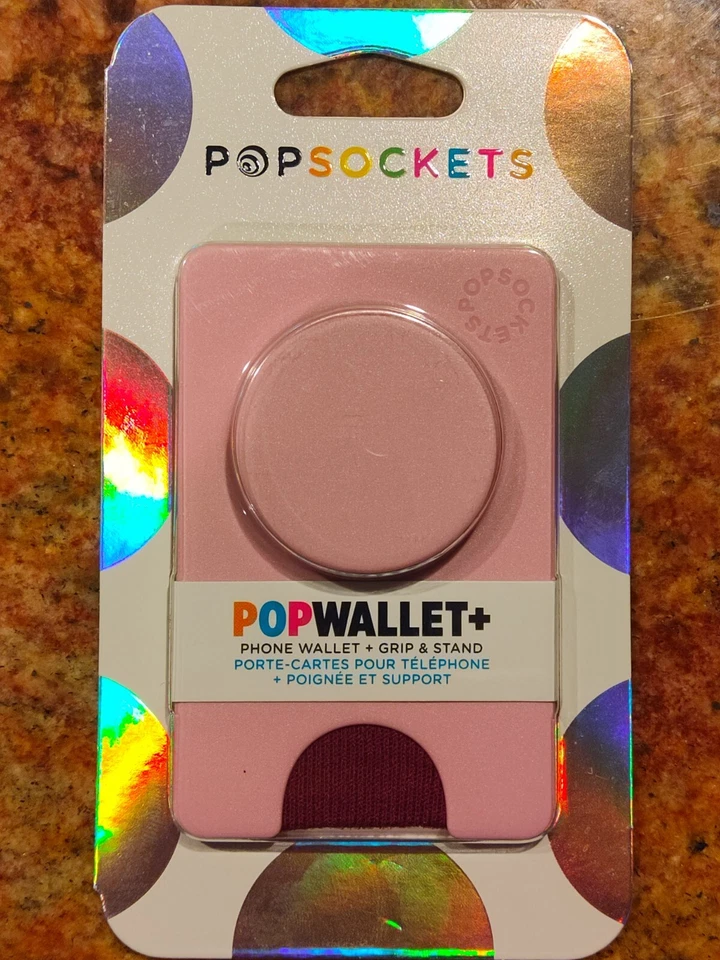 POPSOCKETS
POPSOCKETS
POPWALLET+
PHONE WALLET + GRIP & STAND
PORTE-CARTES POUR TÉLÉPHONE
+ POIGNÉE ET SUPPORT